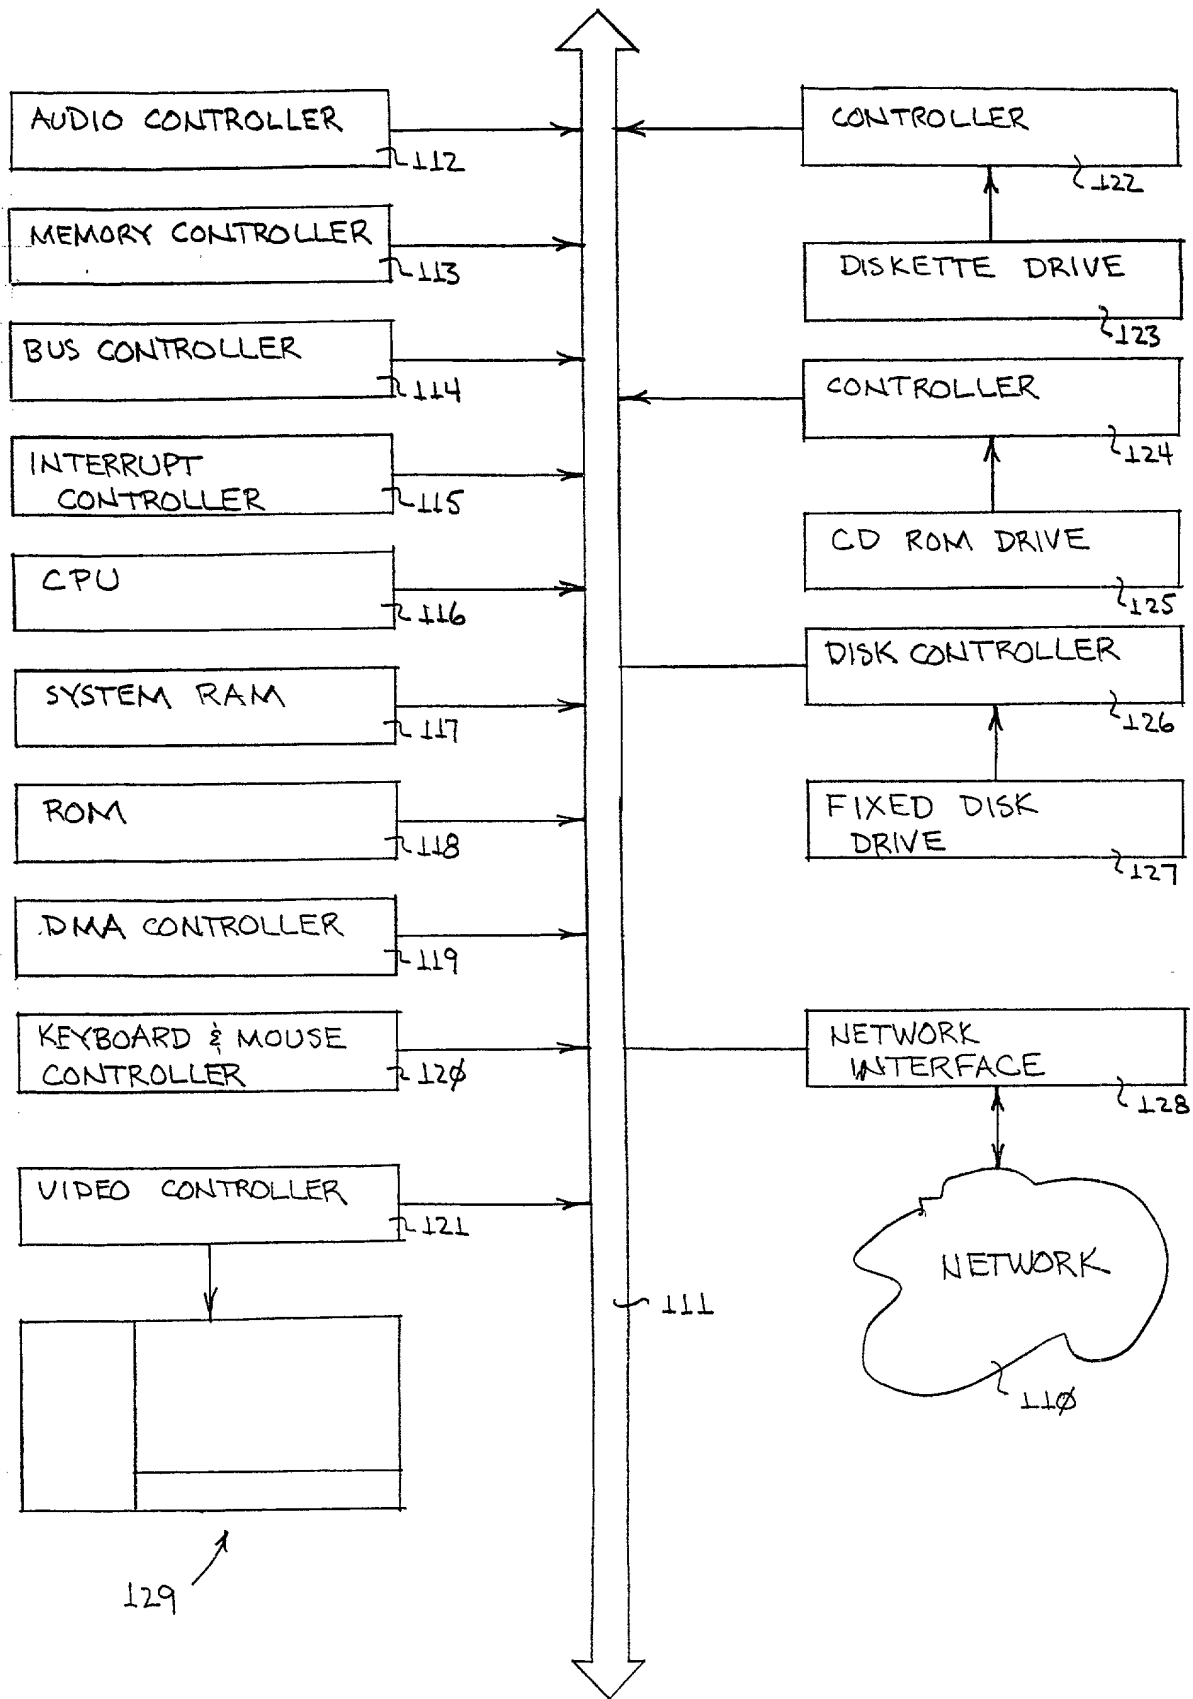 AUDIO CONTROLLER
112
MEMORY CONTROLLER
113
BUS CONTROLLER
114
INTERRUPT
CONTROLLER
115
CPU
116
SYSTEM RAM
117
ROM
118
DMA CONTROLLER
119
KEYBOARD & MOUSE
CONTROLLER
12Ø
VIDEO CONTROLLER
121
129
111
CONTROLLER
122
DISKETTE DRIVE
123
CONTROLLER
124
CD ROM DRIVE
125
DISK CONTROLLER
126
FIXED DISK
DRIVE
127
NETWORK
INTERFACE
128
NETWORK
11Ø